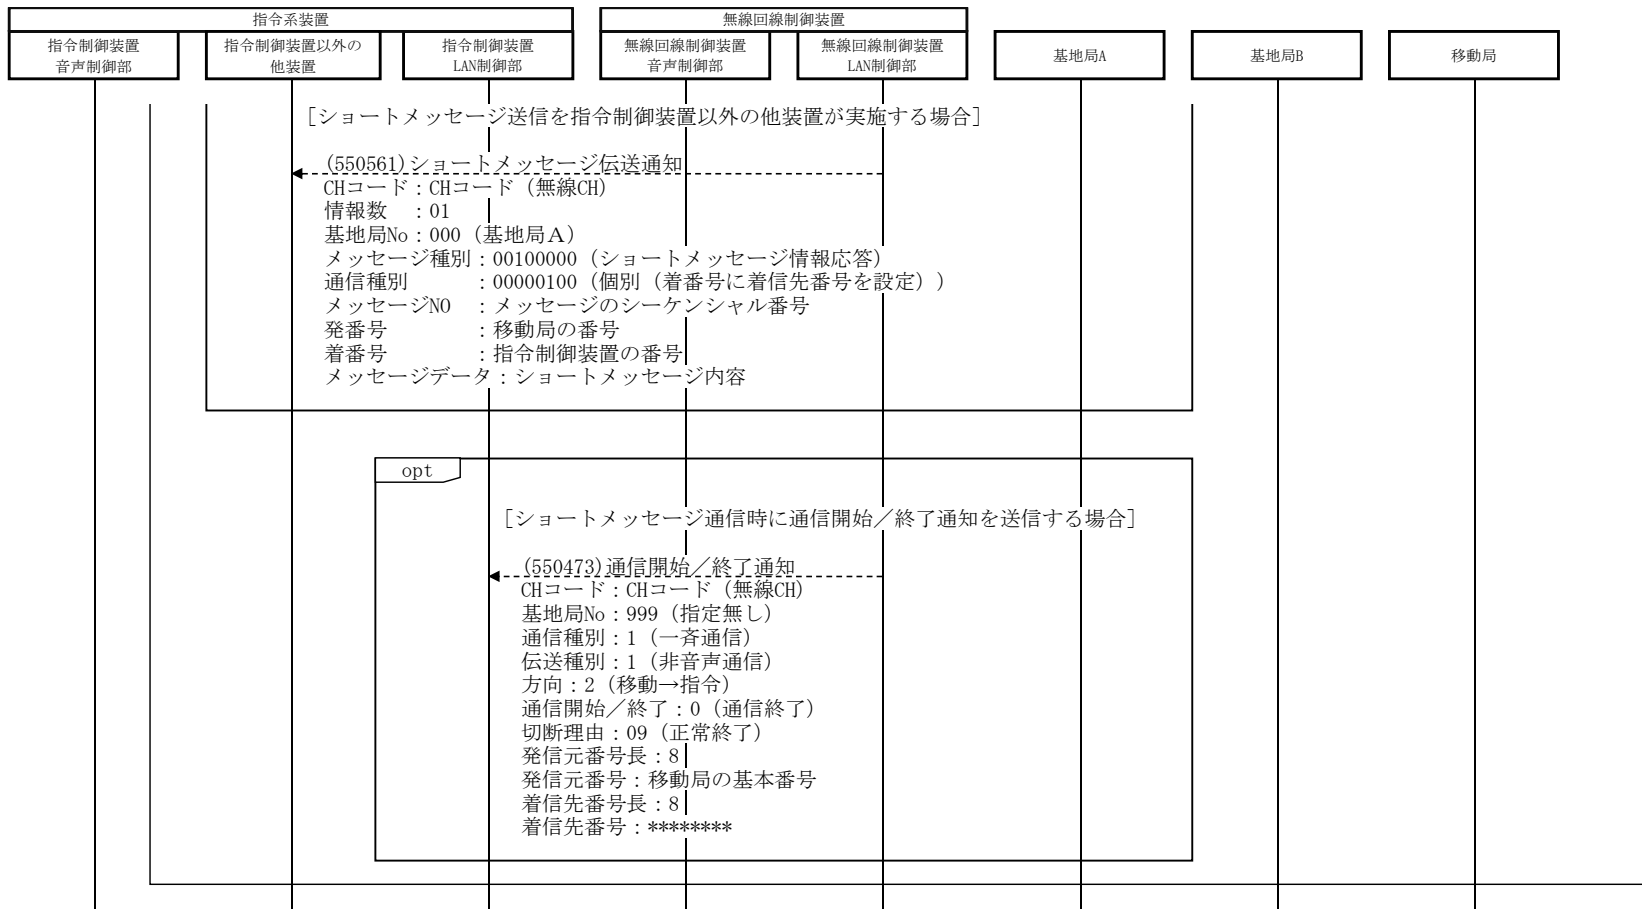 指令系装置
無線回線制御装置
指令制御装置
音声制御部
指令制御装置以外の
他装置
指令制御装置
LAN制御部
無線回線制御装置
音声制御部
無線回線制御装置
LAN制御部
基地局A
基地局B
移動局
[ショートメッセージ送信を指令制御装置以外の他装置が実施する場合]
(550561)ショートメッセージ伝送通知
CHコード：CHコード（無線CH）
情報数　：01
基地局No：000（基地局Ａ）
メッセージ種別：00100000（ショートメッセージ情報応答）
通信種別　　　：00000100（個別（着番号に着信先番号を設定））
メッセージNO　：メッセージのシーケンシャル番号
発番号　　　　：移動局の番号
着番号　　　　：指令制御装置の番号
メッセージデータ：ショートメッセージ内容
opt
[ショートメッセージ通信時に通信開始／終了通知を送信する場合]
(550473)通信開始／終了通知
CHコード：CHコード（無線CH）
基地局No：999（指定無し）
通信種別：1（一斉通信）
伝送種別：1（非音声通信）
方向：2（移動→指令）
通信開始／終了：0（通信終了）
切断理由：09（正常終了）
発信元番号長：8
発信元番号：移動局の基本番号
着信先番号長：8
着信先番号：********